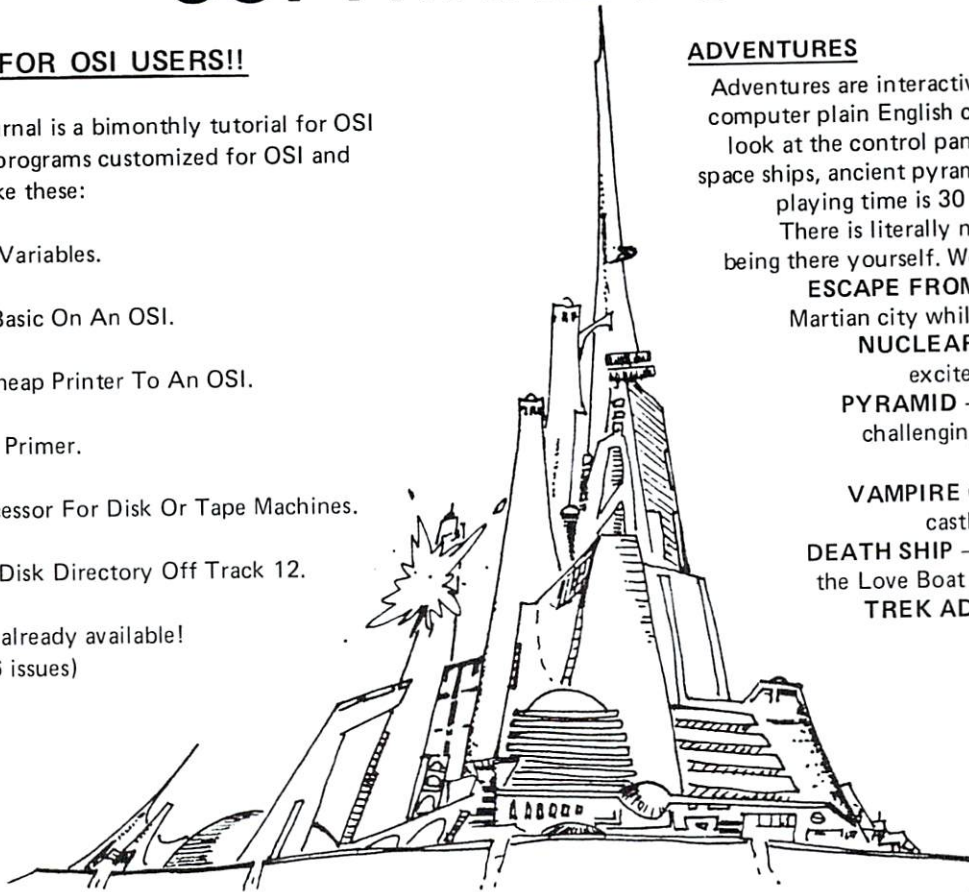 FOR OSI USERS!!
rnal is a bimonthly tutorial for OSI
programs customized for OSI and
ke these:
Variables.
Basic On An OSI.
heap Printer To An OSI.
Primer.
essor For Disk Or Tape Machines.
Disk Directory Off Track 12.
already available!
issues)
ADVENTURES
Adventures are interactiv
computer plain English c
look at the control pan
space ships, ancient pyran
playing time is 30
There is literally n
being there yourself. W
ESCAPE FROM
Martian city whil
NUCLEAR
excite
PYRAMID -
challengin
VAMPIRE
castl
DEATH SHIP -
the Love Boat
TREK AD